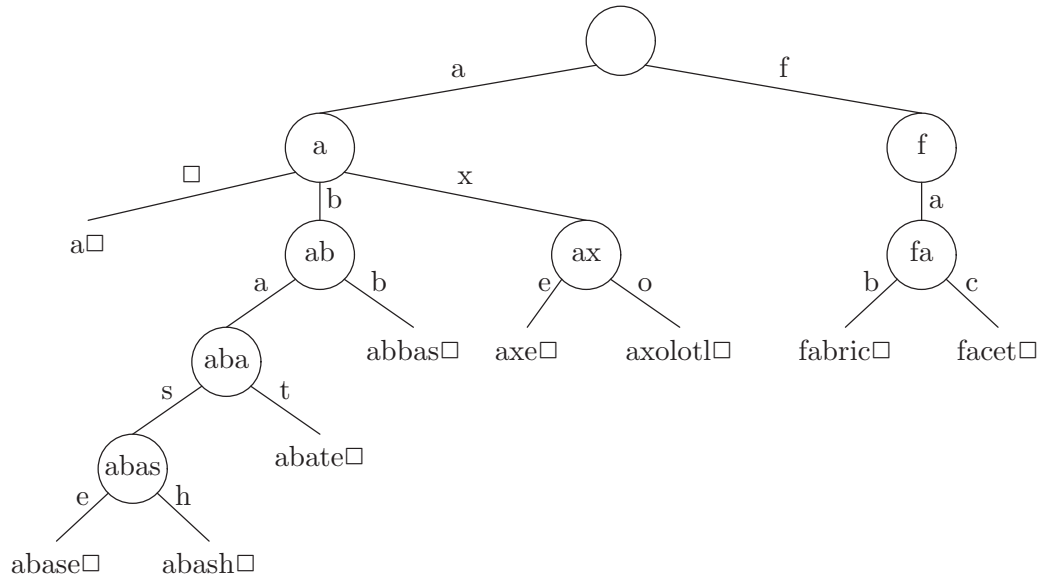 a f
a f
□ b x a
a□ ab ax fa
a b e o b c
aba abbas□ axe□ axolotl□ fabric□ facet□
s t
abas abate□
e h
abase□ abash□